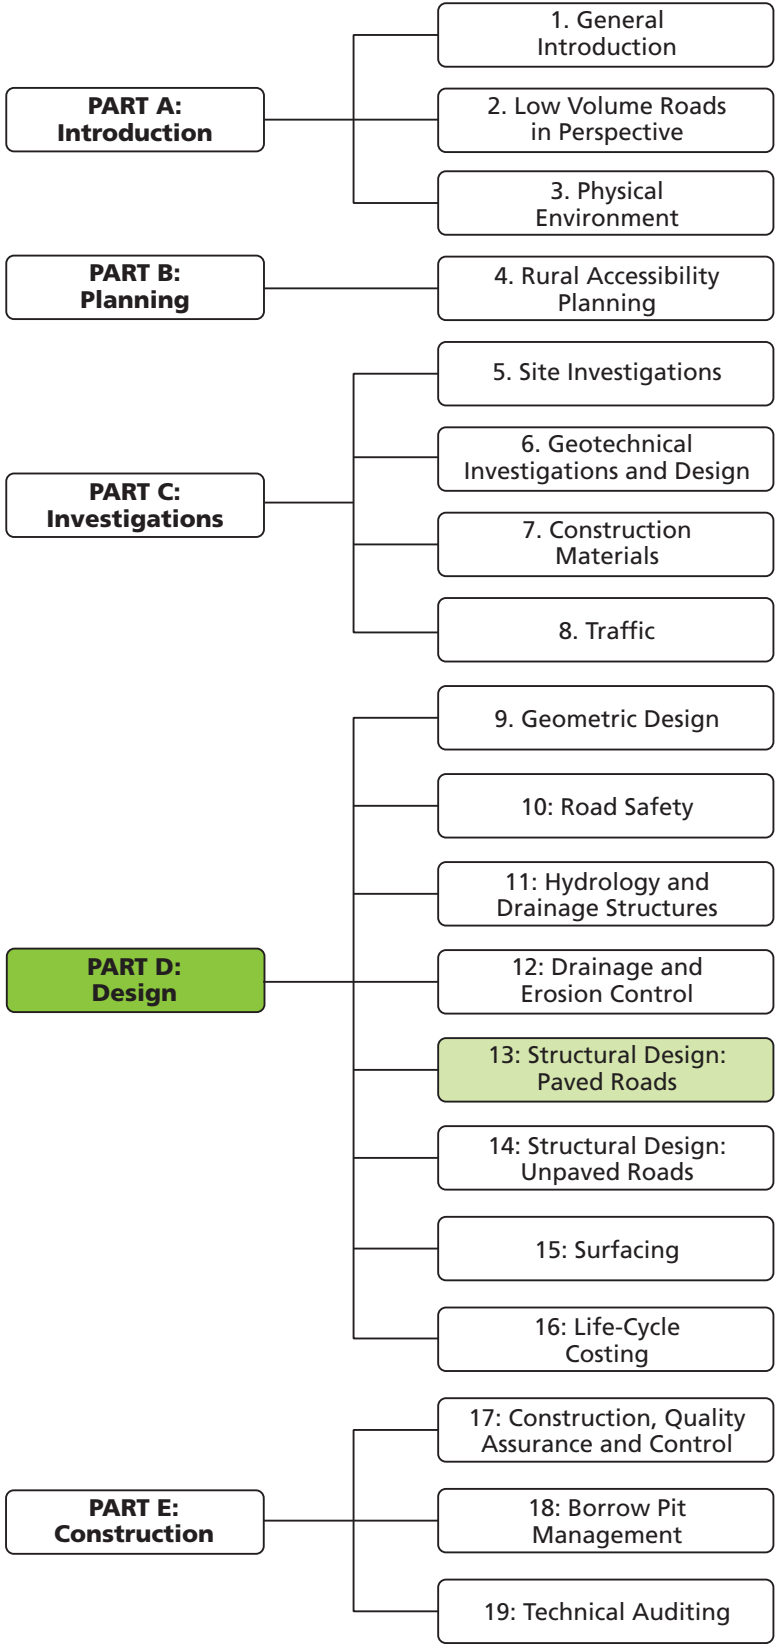 PART A:
Introduction
1. General
Introduction
2. Low Volume Roads
in Perspective
3. Physical
Environment
PART B:
Planning
4. Rural Accessibility
Planning
PART C:
Investigations
5. Site Investigations
6. Geotechnical
Investigations and Design
7. Construction
Materials
8. Traffic
PART D:
Design
9. Geometric Design
10: Road Safety
11: Hydrology and
Drainage Structures
12: Drainage and
Erosion Control
13: Structural Design:
Paved Roads
14: Structural Design:
Unpaved Roads
15: Surfacing
16: Life-Cycle
Costing
PART E:
Construction
17: Construction, Quality
Assurance and Control
18: Borrow Pit
Management
19: Technical Auditing